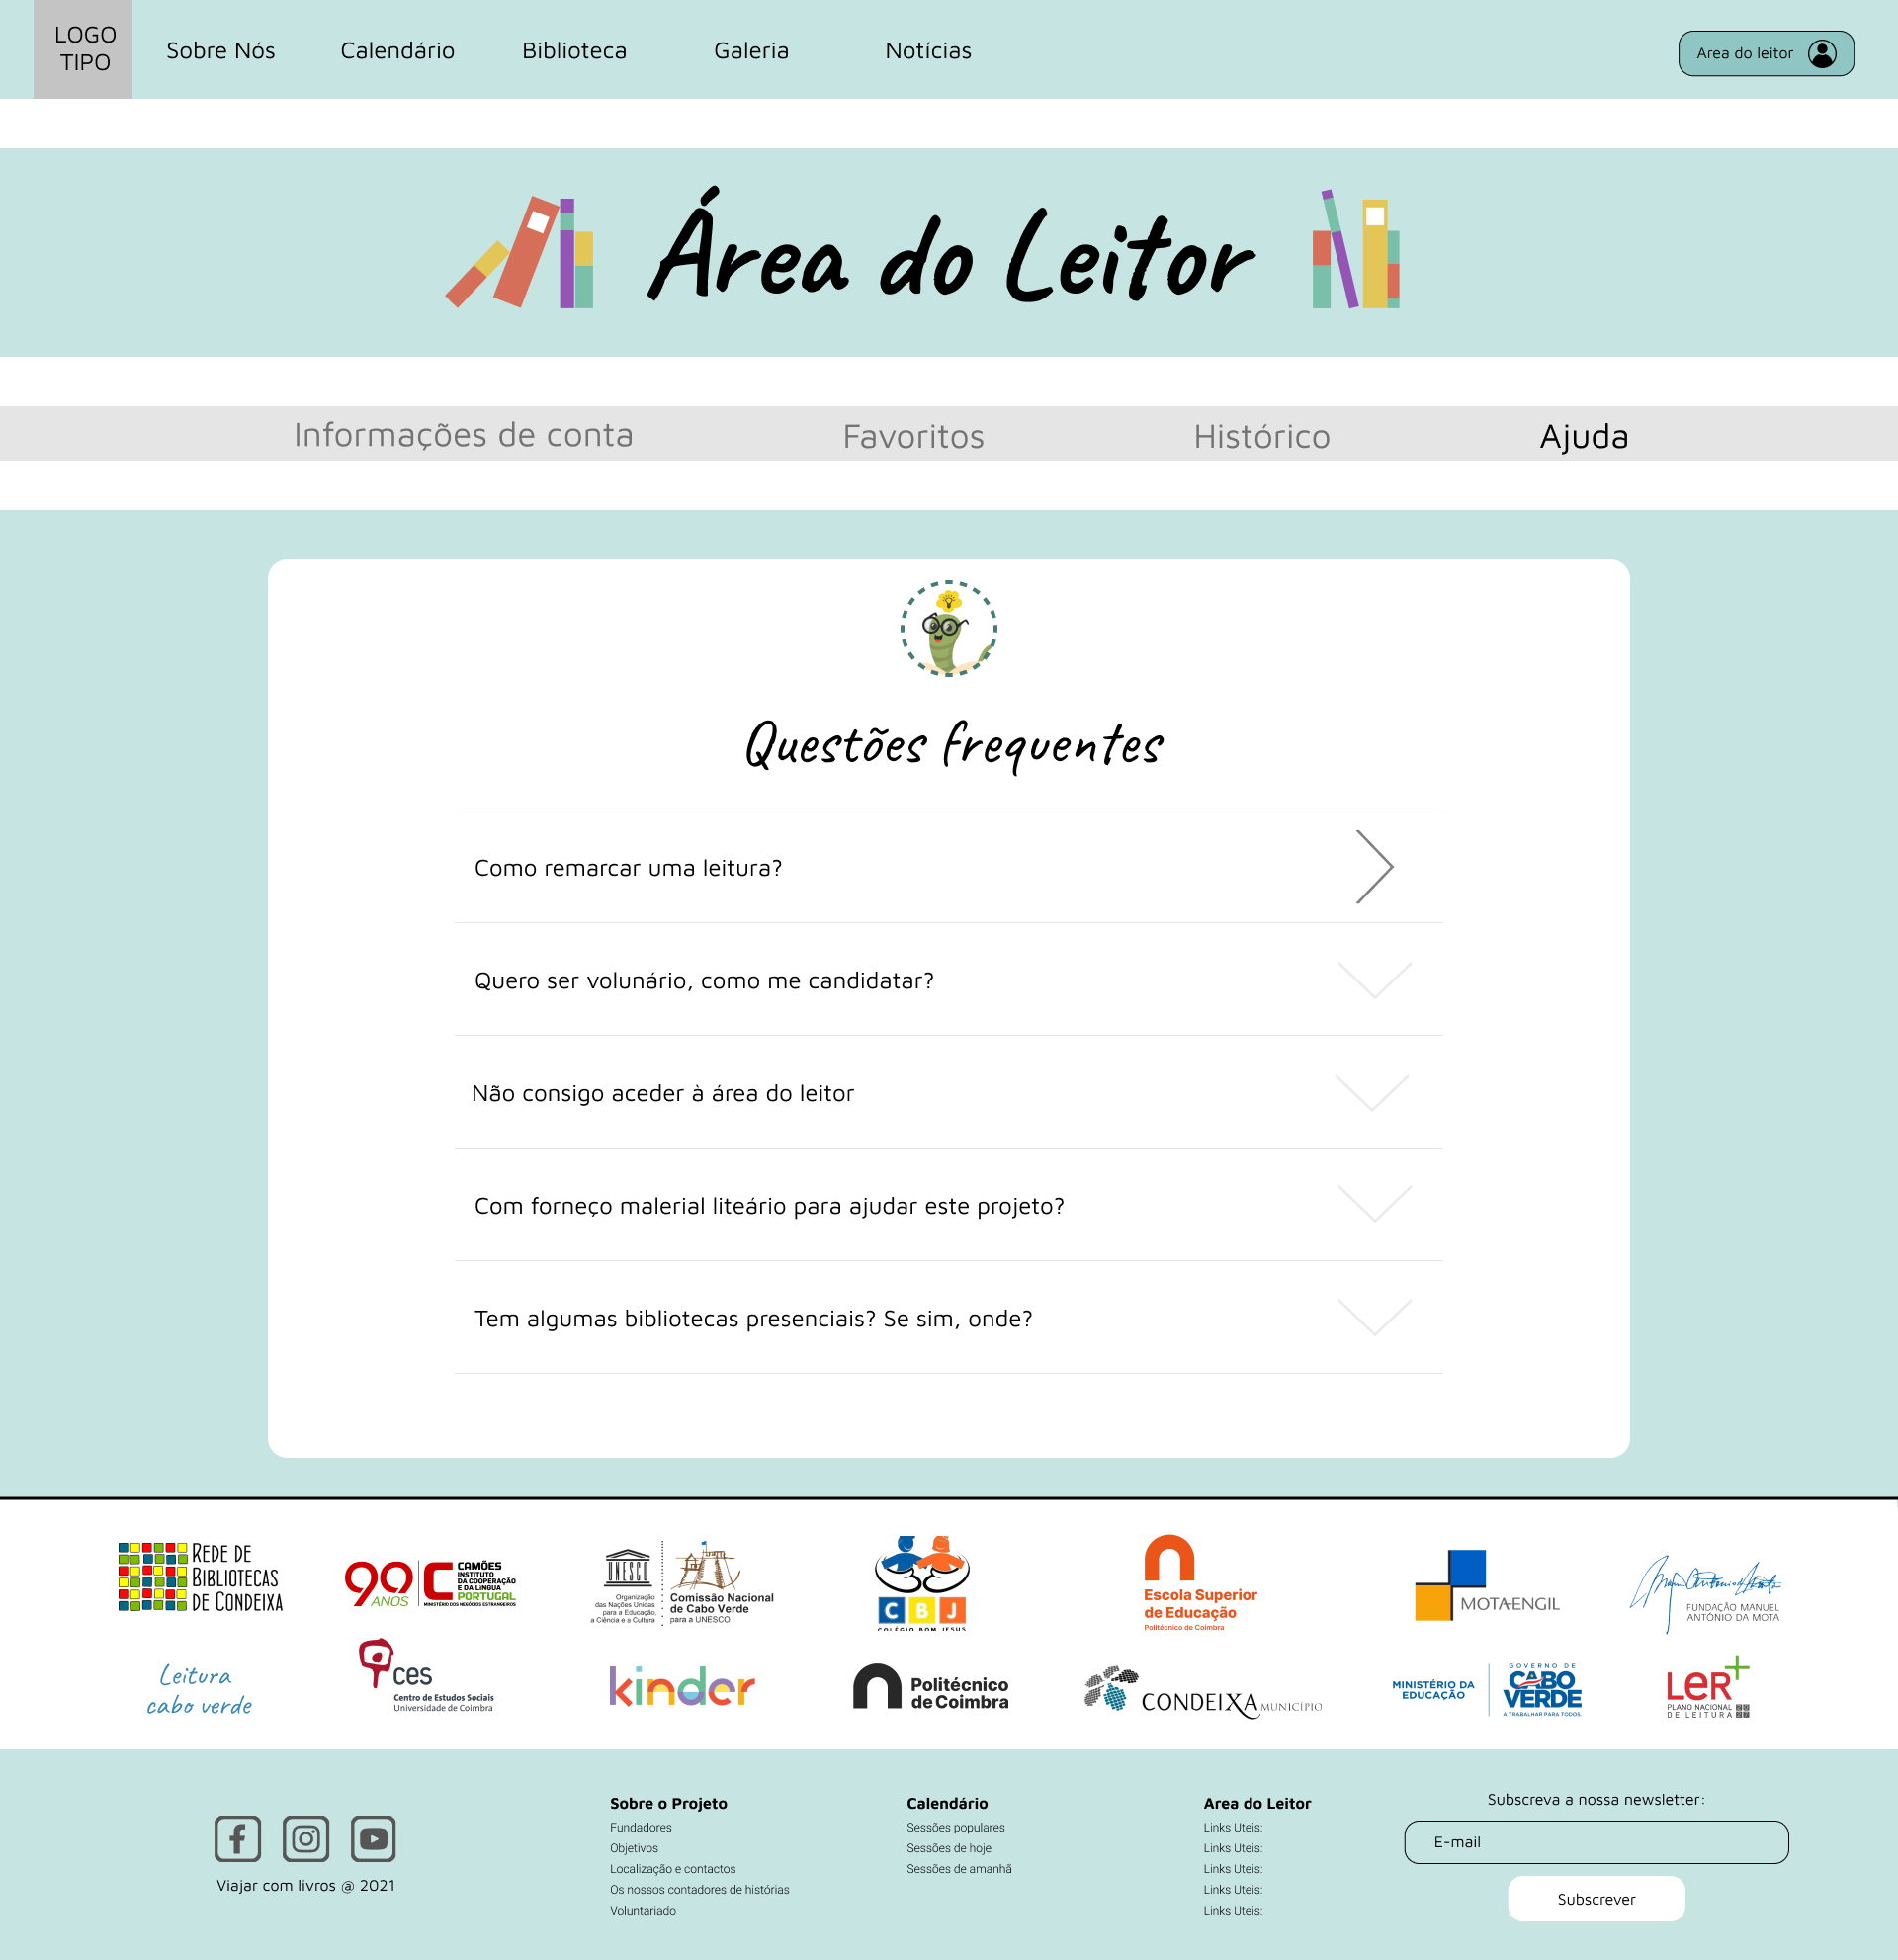 LOGO
TIPO
Sobre Nós
Calendário
Biblioteca
Galeria
Notícias
Area do leitor
Área do Leitor
Informações de conta
Favoritos
Histórico
Ajuda
Questões frequentes
Como remarcar uma leitura?
Quero ser volunário, como me candidatar?
Não consigo aceder à área do leitor
Com forneço malerial liteário para ajudar este projeto?
Tem algumas bibliotecas presenciais? Se sim, onde?
REDE DE
BIBLIOTECAS
DE CONDEIXA
90 ANOS
CAMÕES
INSTITUTO
DA COOPERAÇÃO
E DA LÍNGUA
PORTUGAL
MINISTÉRIO DOS NEGÓCIOS ESTRANGEIROS
UNESCO
Organização
das Nações Unidas
para a Educação,
a Ciência e a Cultura
Comissão Nacional
de Cabo Verde
para a UNESCO
CBJ
COLÉGIO BOM JESUS
Escola Superior
de Educação
Politécnico de Coimbra
MOTAENGIL
FUNDAÇÃO MANUEL
ANTÓNIO DA MOTA
Leitura
cabo verde
ces
Centro de Estudos Sociais
Universidade de Coimbra
kinder
Politécnico
de Coimbra
CONDEIXA MUNICÍPIO
MINISTÉRIO DA
EDUCAÇÃO
GOVERNO DE
CABO
VERDE
A TRABALHAR PARA TODOS.
LeR+
PLANO NACIONAL
DE LEITURA
Viajar com livros @ 2021
Sobre o Projeto
Fundadores
Objetivos
Localização e contactos
Os nossos contadores de histórias
Voluntariado
Calendário
Sessões populares
Sessões de hoje
Sessões de amanhã
Area do Leitor
Links Uteis:
Links Uteis:
Links Uteis:
Links Uteis:
Links Uteis:
Subscreva a nossa newsletter:
E-mail
Subscrever